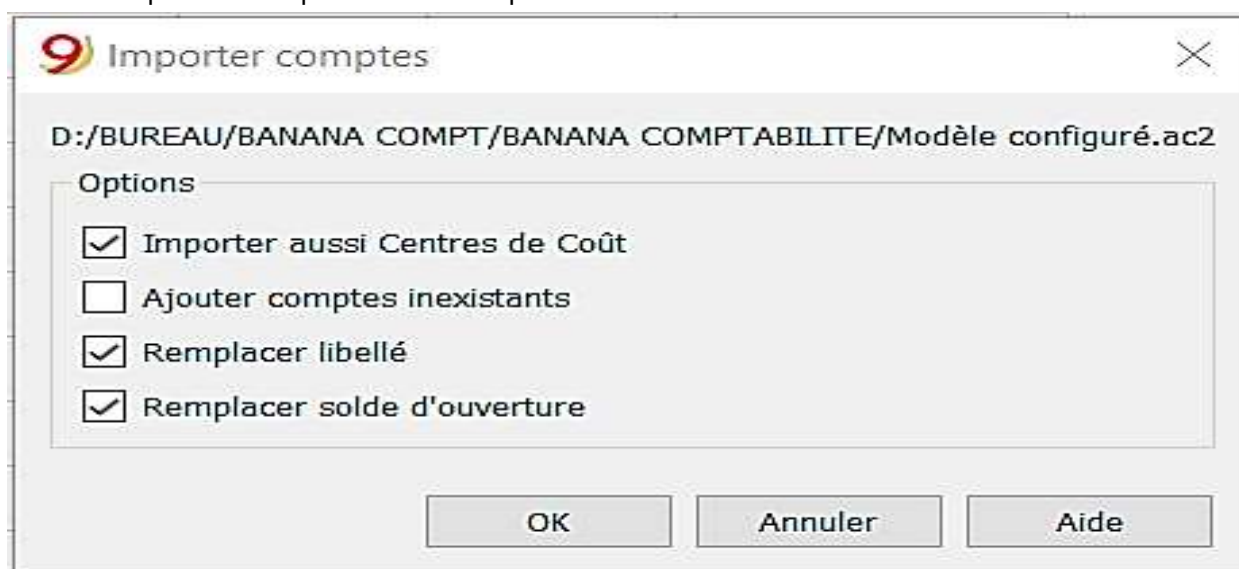 9 Importer comptes
D:/BUREAU/BANANA COMPT/BANANA COMPTABILITE/Modèle configuré.ac2
Options
Importer aussi Centres de Coût
Ajouter comptes inexistants
Remplacer libellé
Remplacer solde d'ouverture
OK Annuler Aide